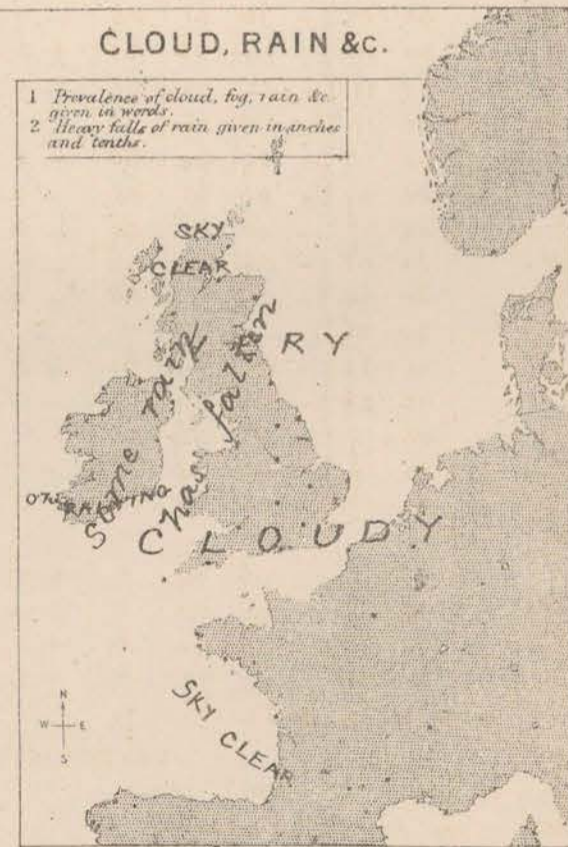 CLOUD, RAIN &c.
1 Prevalence of cloud, fog, rain &c.
given in words.
2 Heavy falls of rain given in inches
and tenths.
SKY
CLEAR
RY
Some rain
has fallen
RAINING
CLOUDY
SKY CLEAR
N
W E
S